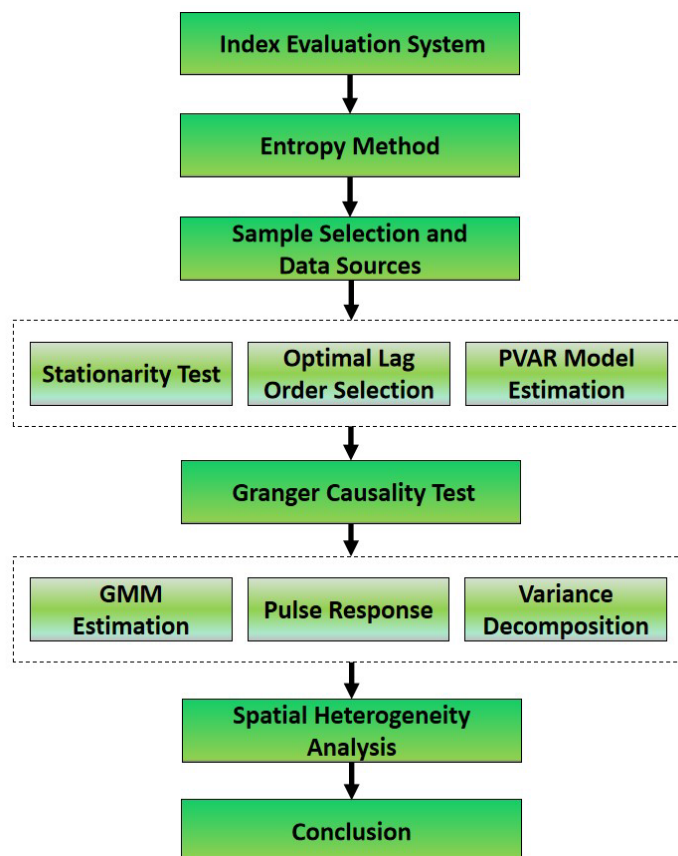 Index Evaluation System
Entropy Method
Sample Selection and
Data Sources
Stationarity Test
Optimal Lag
Order Selection
PVAR Model
Estimation
Granger Causality Test
GMM
Estimation
Pulse Response
Variance
Decomposition
Spatial Heterogeneity
Analysis
Conclusion